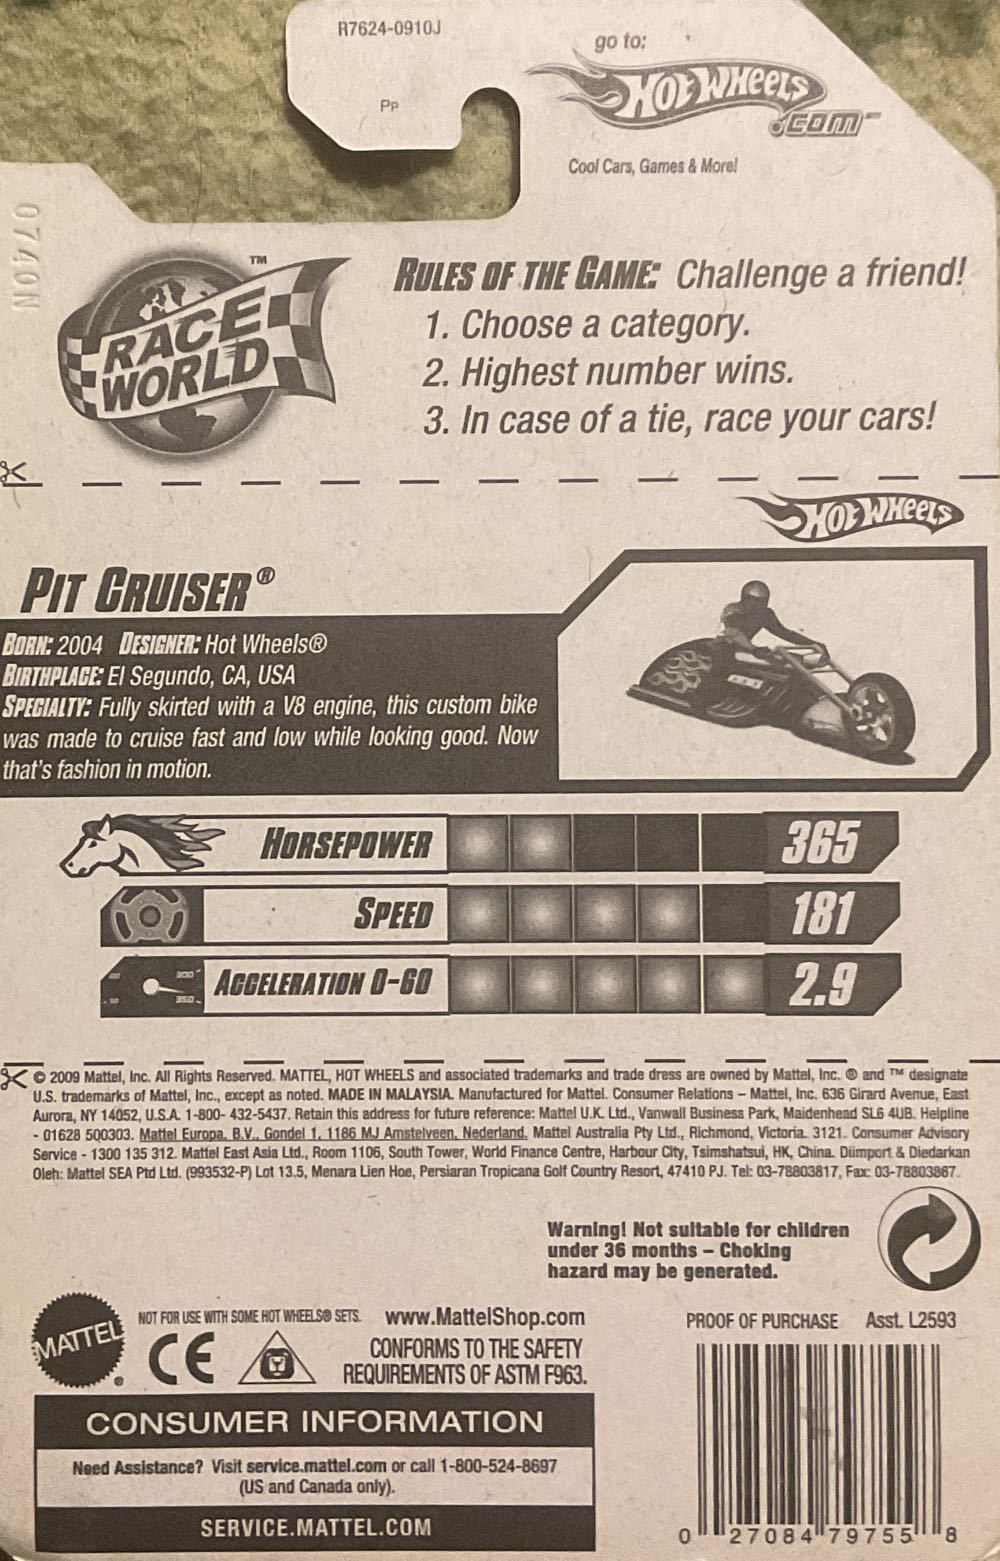 R7624-0910J
go to:
HOT WHEELS
.COM
Pp
Cool Cars, Games & More!
0740N
TM
RACE
WORLD
RULES OF THE GAME: Challenge a friend!
1. Choose a category.
2. Highest number wins.
3. In case of a tie, race your cars!
HOT WHEELS
PIT CRUISER®
BORN: 2004 DESIGNER: Hot Wheels®
BIRTHPLACE: El Segundo, CA, USA
SPECIALTY: Fully skirted with a V8 engine, this custom bike
was made to cruise fast and low while looking good. Now
that's fashion in motion.
HORSEPOWER 365
SPEED 181
ACCELERATION 0-60 2.9
300
350
© 2009 Mattel, Inc. All Rights Reserved. MATTEL, HOT WHEELS and associated trademarks and trade dress are owned by Mattel, Inc. ® and ™ designate
U.S. trademarks of Mattel, Inc., except as noted. MADE IN MALAYSIA. Manufactured for Mattel. Consumer Relations – Mattel, Inc. 636 Girard Avenue, East
Aurora, NY 14052, U.S.A. 1-800- 432-5437. Retain this address for future reference: Mattel U.K. Ltd., Vanwall Business Park, Maidenhead SL6 4UB. Helpline
- 01628 500303. Mattel Europa, B.V., Gondel 1, 1186 MJ Amstelveen, Nederland. Mattel Australia Pty Ltd., Richmond, Victoria. 3121. Consumer Advisory
Service - 1300 135 312. Mattel East Asia Ltd., Room 1106, South Tower, World Finance Centre, Harbour City, Tsimshatsui, HK, China. Diimport & Diedarkan
Oleh: Mattel SEA Ptd Ltd. (993532-P) Lot 13.5, Menara Lien Hoe, Persiaran Tropicana Golf Country Resort, 47410 PJ. Tel: 03-78803817, Fax: 03-78803867.
Warning! Not suitable for children
under 36 months – Choking
hazard may be generated.
MATTEL
NOT FOR USE WITH SOME HOT WHEELS® SETS. www.MattelShop.com
CE
CONFORMS TO THE SAFETY
REQUIREMENTS OF ASTM F963.
PROOF OF PURCHASE Asst. L2593
CONSUMER INFORMATION
Need Assistance? Visit service.mattel.com or call 1-800-524-8697
(US and Canada only).
SERVICE.MATTEL.COM
0 27084 79755 8